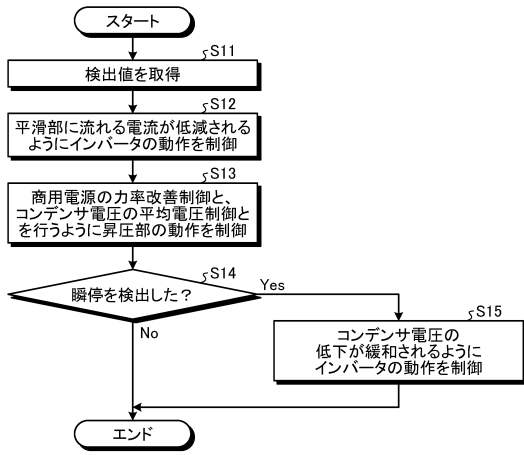 スタート
S11
検出値を取得
S12
平滑部に流れる電流が低減される
ようにインバータの動作を制御
S13
商用電源の力率改善制御と、
コンデンサ電圧の平均電圧制御と
を行うように昇圧部の動作を制御
S14
瞬停を検出した？
Yes
No
S15
コンデンサ電圧の
低下が緩和されるように
インバータの動作を制御
エンド